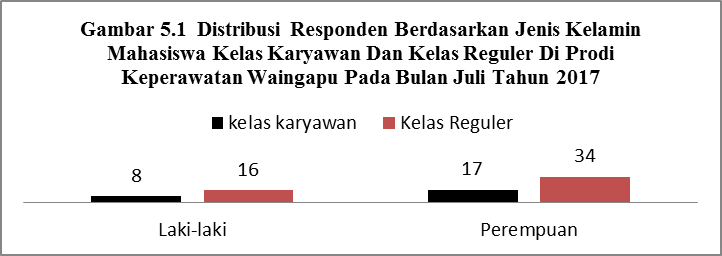 Gambar 5.1 Distribusi Responden Berdasarkan Jenis Kelamin
Mahasiswa Kelas Karyawan Dan Kelas Reguler Di Prodi
Keperawatan Waingapu Pada Bulan Juli Tahun 2017
kelas karyawan Kelas Reguler
8 16 17 34
Laki-laki Perempuan